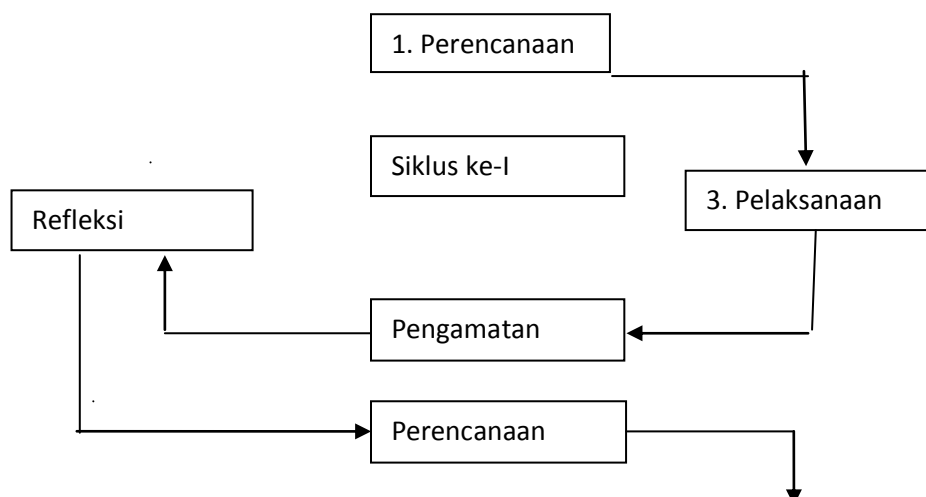 1. Perencanaan
Siklus ke-I
3. Pelaksanaan
Refleksi
Pengamatan
Perencanaan